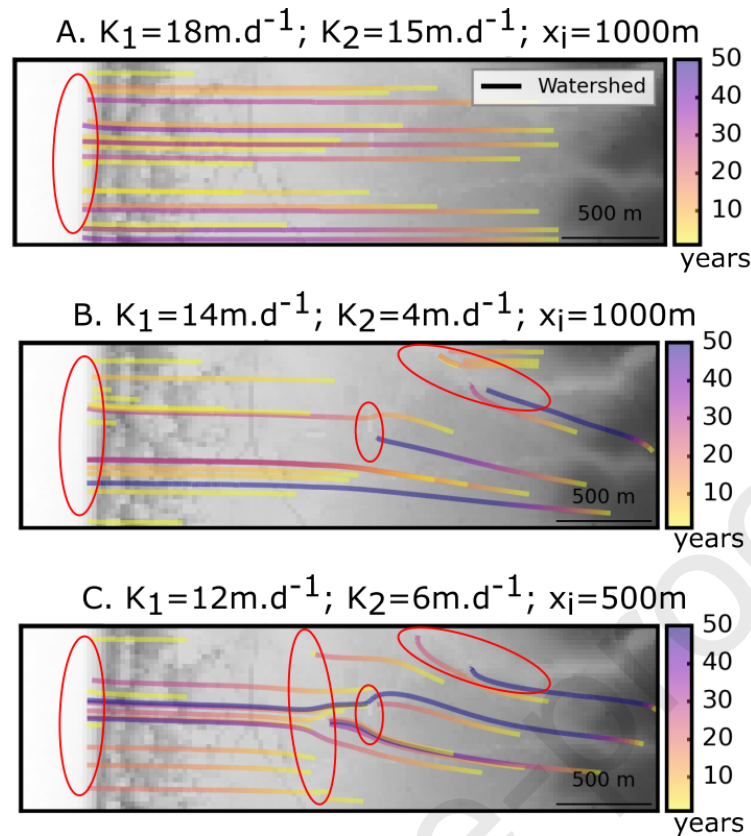 A. K₁=18m.d⁻¹; K₂=15m.d⁻¹; xᵢ=1000m
Watershed
500 m
50
40
30
20
10
years
B. K₁=14m.d⁻¹; K₂=4m.d⁻¹; xᵢ=1000m
500 m
50
40
30
20
10
years
C. K₁=12m.d⁻¹; K₂=6m.d⁻¹; xᵢ=500m
500 m
50
40
30
20
10
years